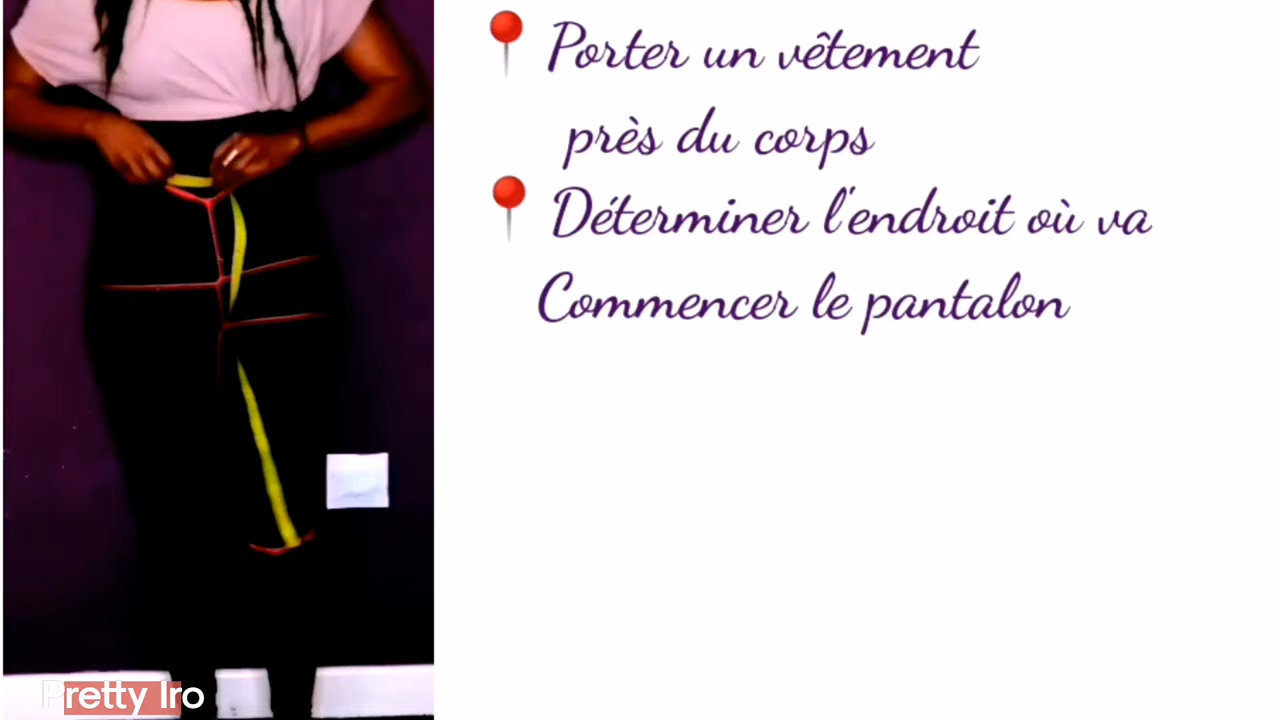 Porter un vêtement
près du corps
Déterminer l'endroit où va
Commencer le pantalon
Pretty Iro